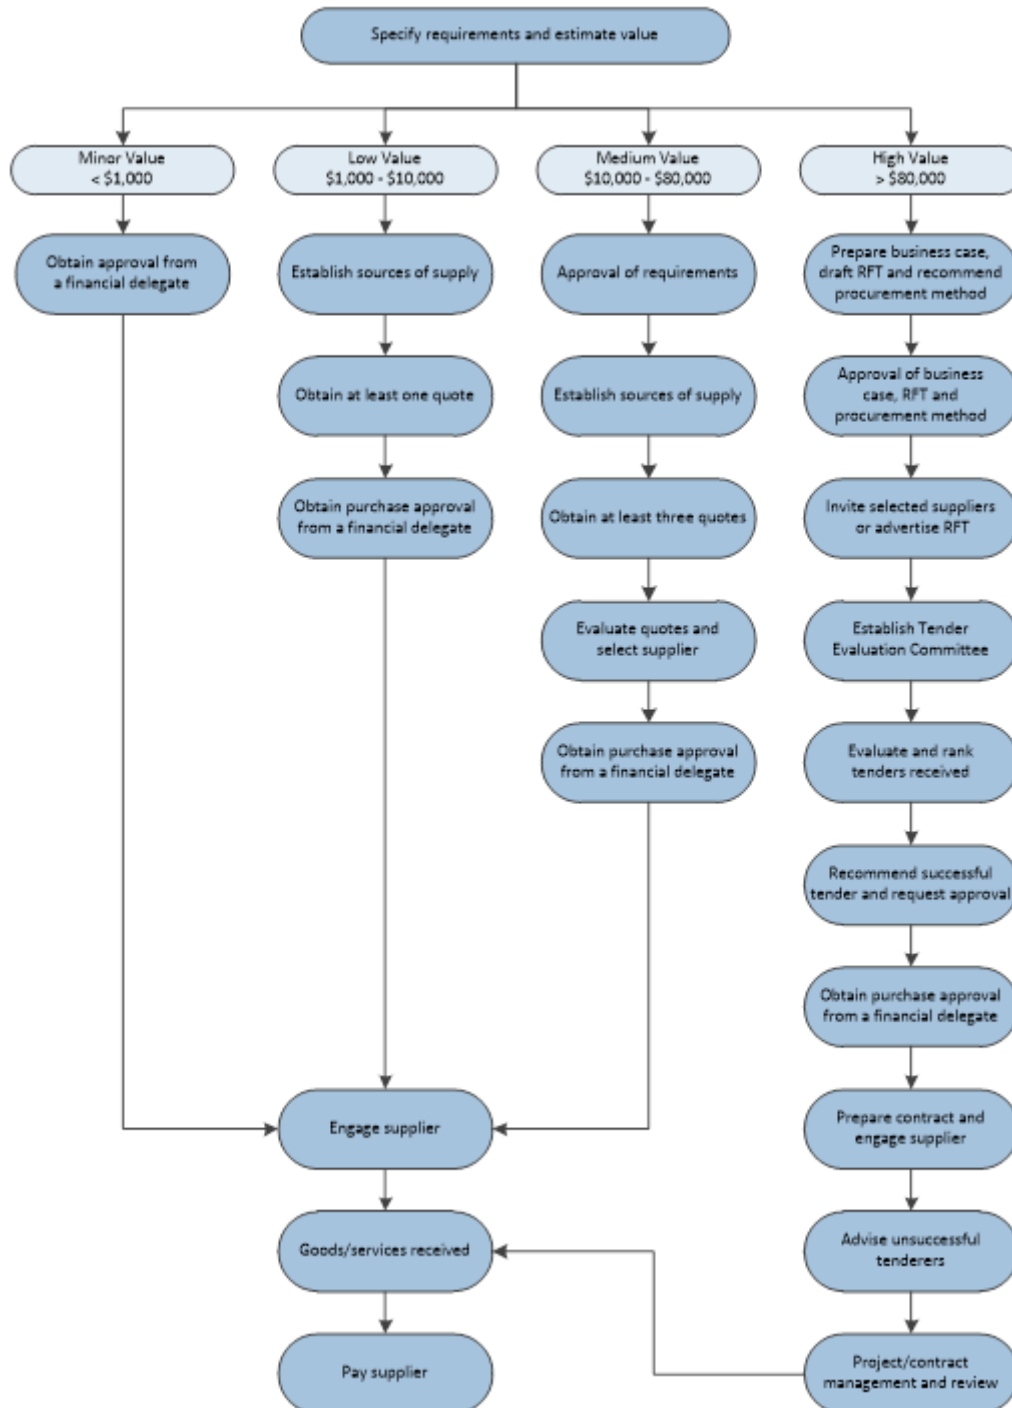 Specify requirements and estimate value
Minor Value
< $1,000
Low Value
$1,000 - $10,000
Medium Value
$10,000 - $80,000
High Value
> $80,000
Obtain approval from
a financial delegate
Establish sources of supply
Approval of requirements
Prepare business case,
draft RFT and recommend
procurement method
Obtain at least one quote
Establish sources of supply
Approval of business
case, RFT and
procurement method
Obtain purchase approval
from a financial delegate
Obtain at least three quotes
Invite selected suppliers
or advertise RFT
Evaluate quotes and
select supplier
Establish Tender
Evaluation Committee
Obtain purchase approval
from a financial delegate
Evaluate and rank
tenders received
Recommend successful
tender and request approval
Obtain purchase approval
from a financial delegate
Engage supplier
Prepare contract and
engage supplier
Goods/services received
Advise unsuccessful
tenderers
Pay supplier
Project/contract
management and review